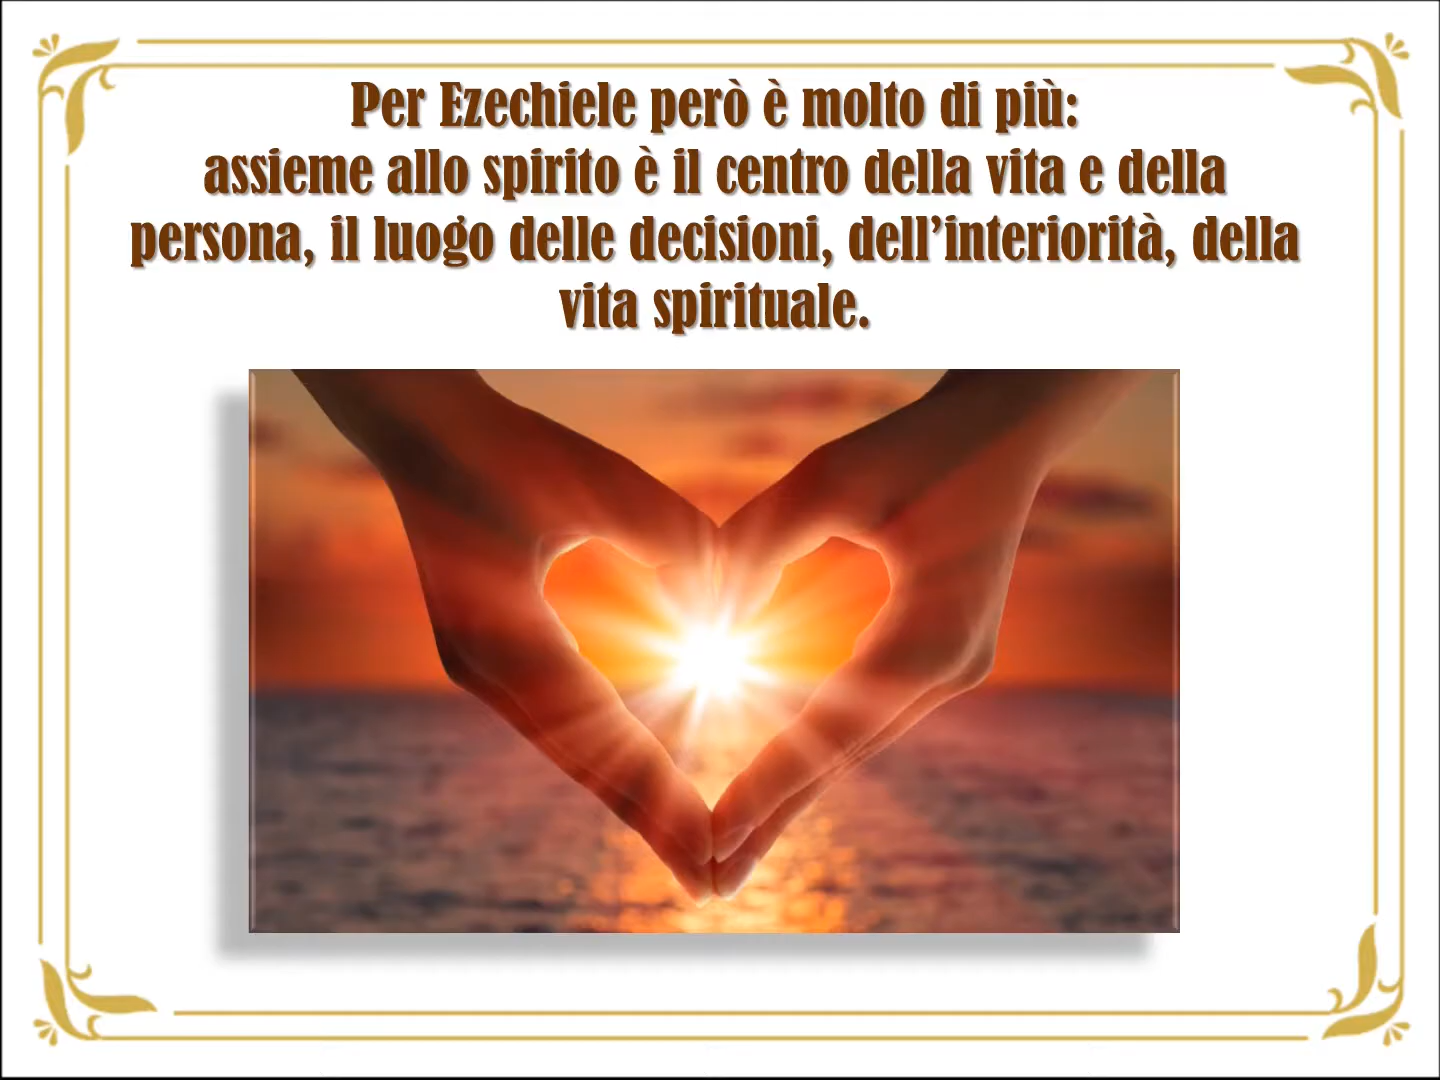 Per Ezechiele però è molto di più:
assieme allo spirito è il centro della vita e della
persona, il luogo delle decisioni, dell’interiorità, della
vita spirituale.